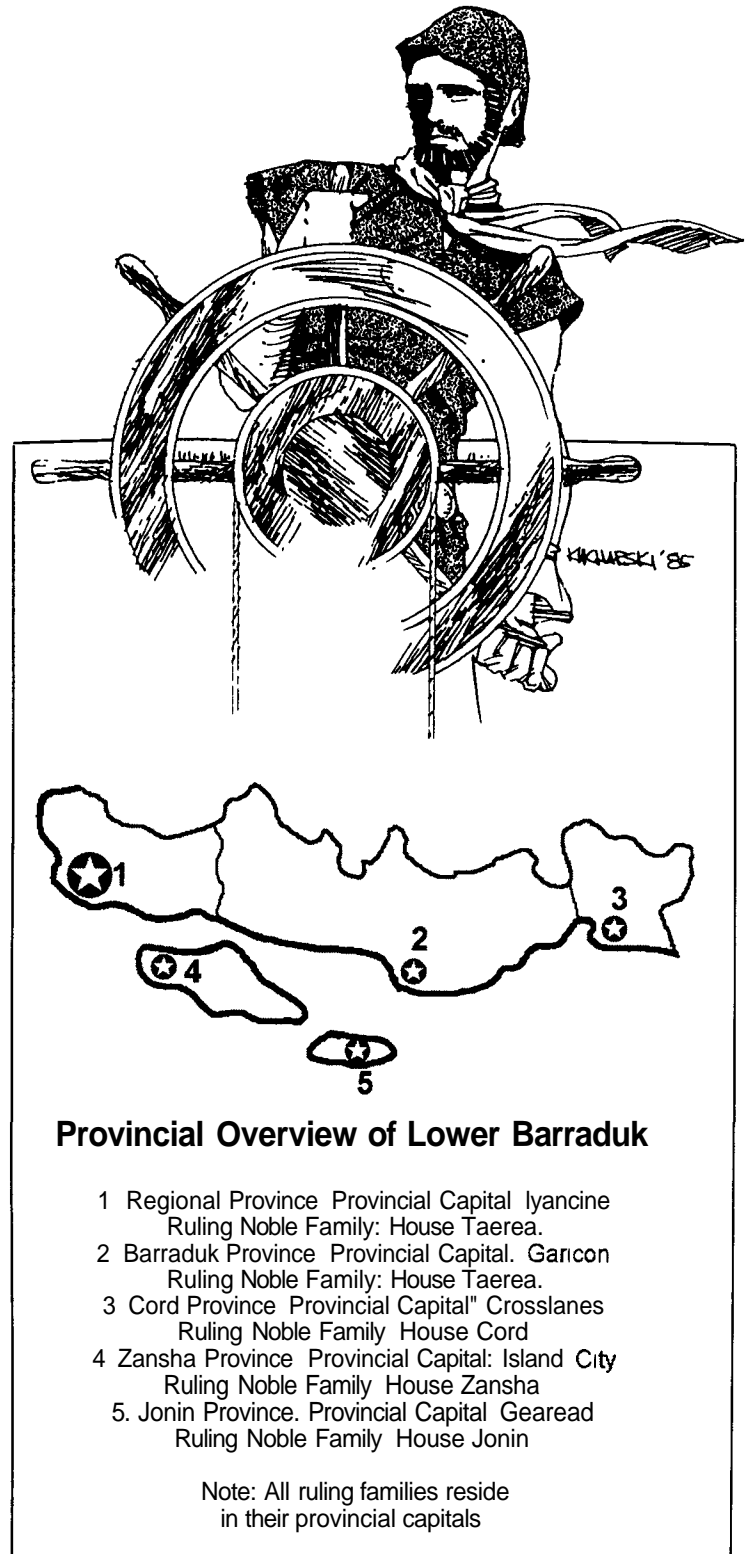 '85
1
2
3
4
5
Provincial Overview of Lower Barraduk
1 Regional Province Provincial Capital Iyancine
Ruling Noble Family: House Taerea.
2 Barraduk Province Provincial Capital. Garicon
Ruling Noble Family: House Taerea.
3 Cord Province Provincial Capital" Crosslanes
Ruling Noble Family House Cord
4 Zansha Province Provincial Capital: Island City
Ruling Noble Family House Zansha
5. Jonin Province. Provincial Capital Gearead
Ruling Noble Family House Jonin
Note: All ruling families reside
in their provincial capitals